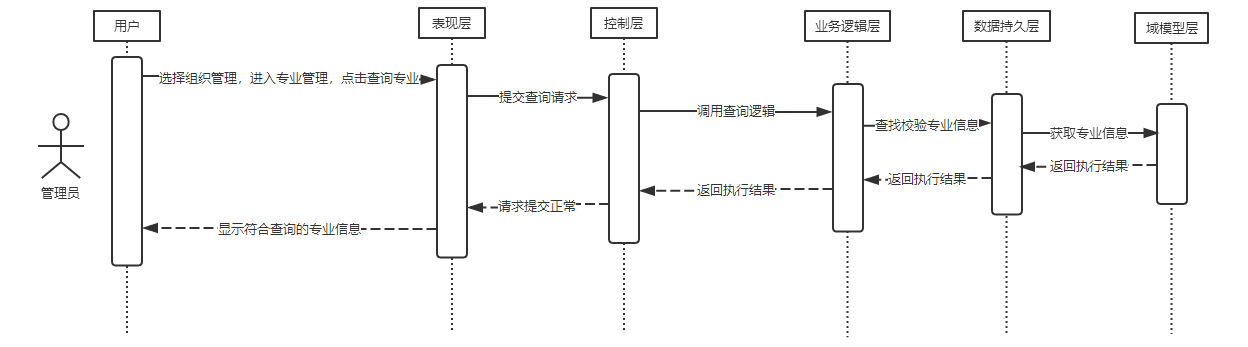 用户
表现层
控制层
业务逻辑层
数据持久层
域模型层
选择组织管理，进入专业管理，点击查询专业
提交查询请求
调用查询逻辑
查找校验专业信息
获取专业信息
返回执行结果
返回执行结果
返回执行结果
请求提交正常
显示符合查询的专业信息
管理员